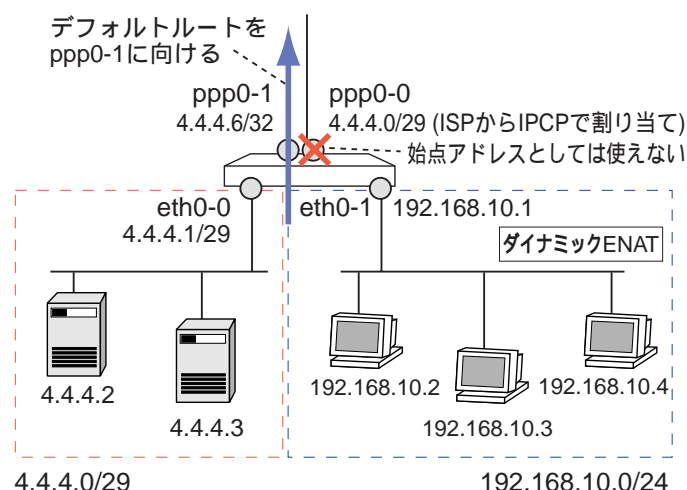 デフォルトルートを
ppp0-1に向ける
ppp0-1
4.4.4.6/32
ppp0-0
4.4.4.0/29 (ISPからIPCPで割り当て)
始点アドレスとしては使えない
eth0-0
4.4.4.1/29
eth0-1
192.168.10.1
ダイナミックENAT
4.4.4.2
4.4.4.3
192.168.10.2
192.168.10.3
192.168.10.4
4.4.4.0/29
192.168.10.0/24